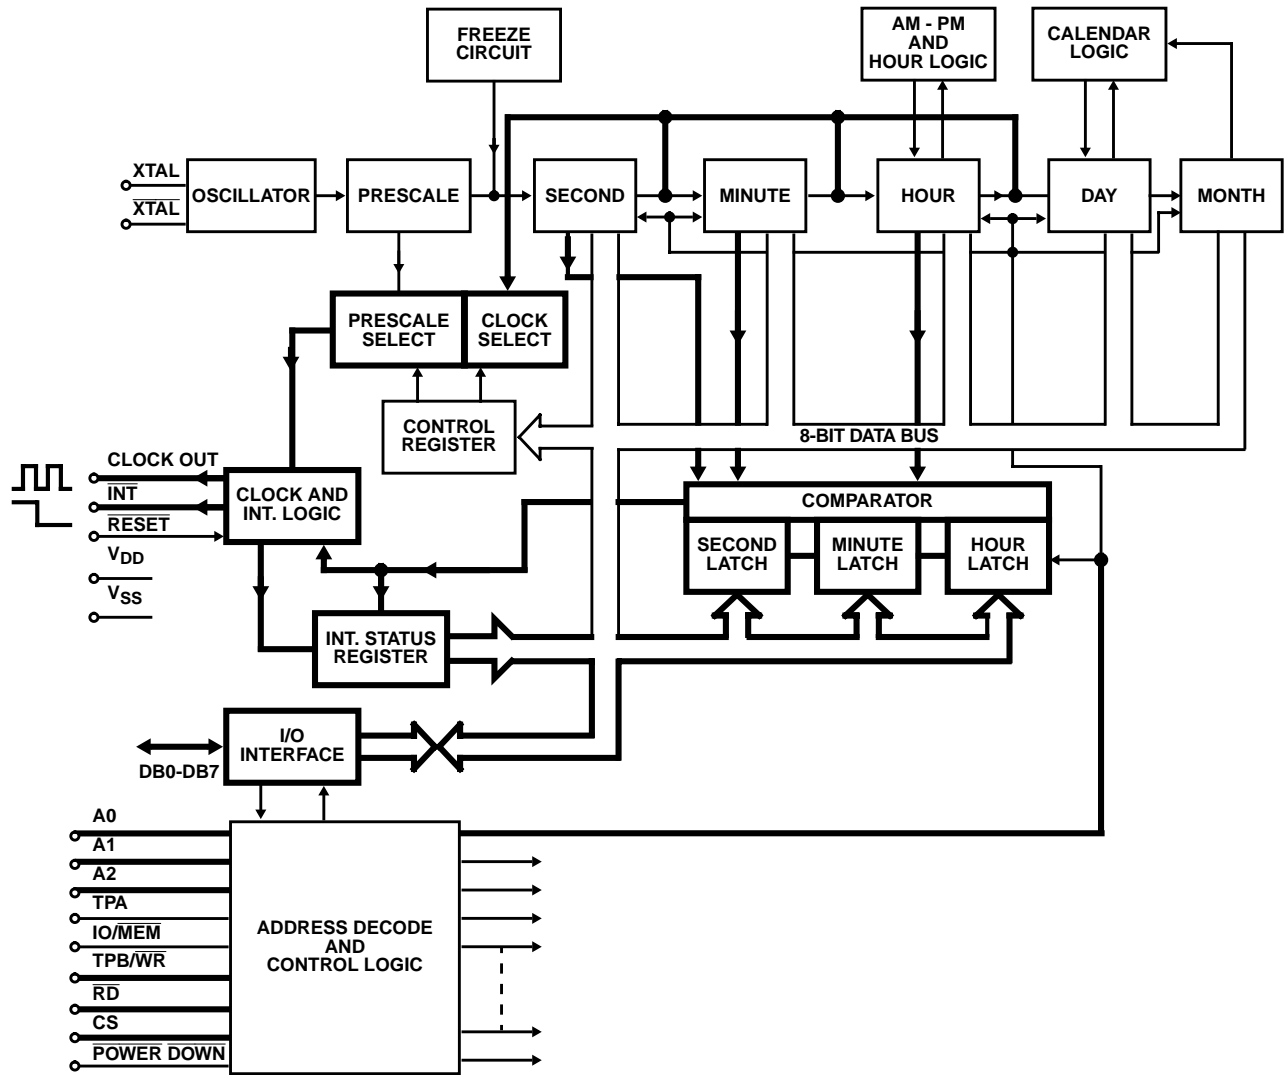 FREEZE
CIRCUIT
AM - PM
AND
HOUR LOGIC
CALENDAR
LOGIC
XTAL
XTAL
OSCILLATOR
PRESCALE
SECOND
MINUTE
HOUR
DAY
MONTH
PRESCALE
SELECT
CLOCK
SELECT
CONTROL
REGISTER
8-BIT DATA BUS
CLOCK OUT
INT
RESET
VDD
VSS
CLOCK AND
INT. LOGIC
COMPARATOR
SECOND
LATCH
MINUTE
LATCH
HOUR
LATCH
INT. STATUS
REGISTER
I/O
INTERFACE
DB0-DB7
A0
A1
A2
TPA
IO/MEM
TPB/WR
RD
CS
POWER DOWN
ADDRESS DECODE
AND
CONTROL LOGIC